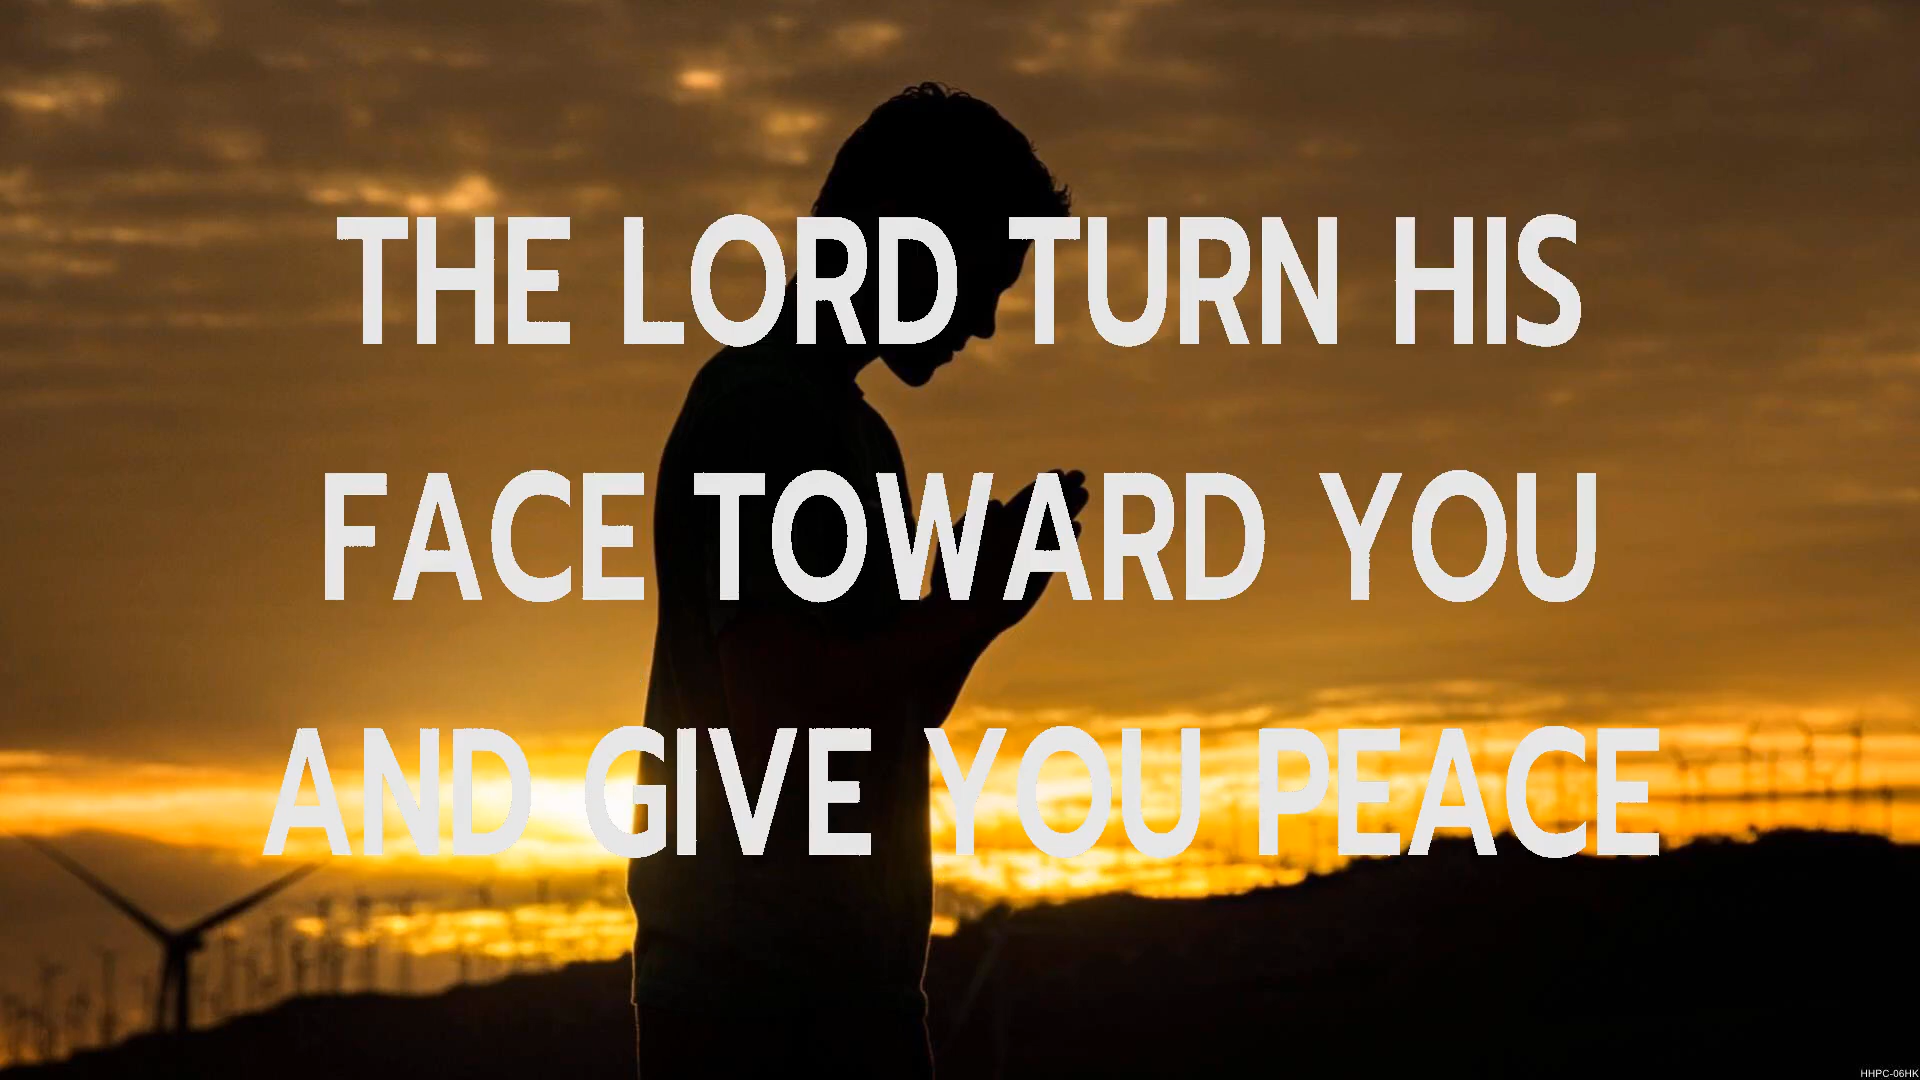 THE LORD TURN HIS
FACE TOWARD YOU
AND GIVE YOU PEACE
HHPC-06HK